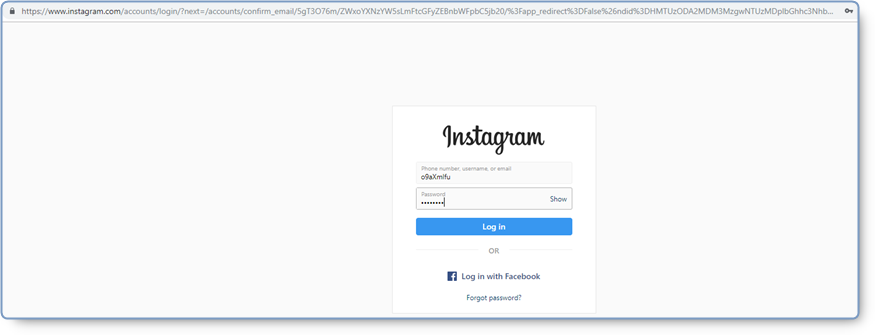 https://www.instagram.com/accounts/login/?next=/accounts/confirm_email/5gT3O76m/ZWxoYXNzYW5sLmFtcGFyZEBnbWFpbC5jb20/%3Fapp_redirect%3DFalse%26ndid%3DHMTUzODA2MDM3MzgwNTUzMDplbGhhc3Nhb...
Instagram
Phone number, username, or email
o9aXmlfu
Password
Show
Log in
OR
Log in with Facebook
Forgot password?